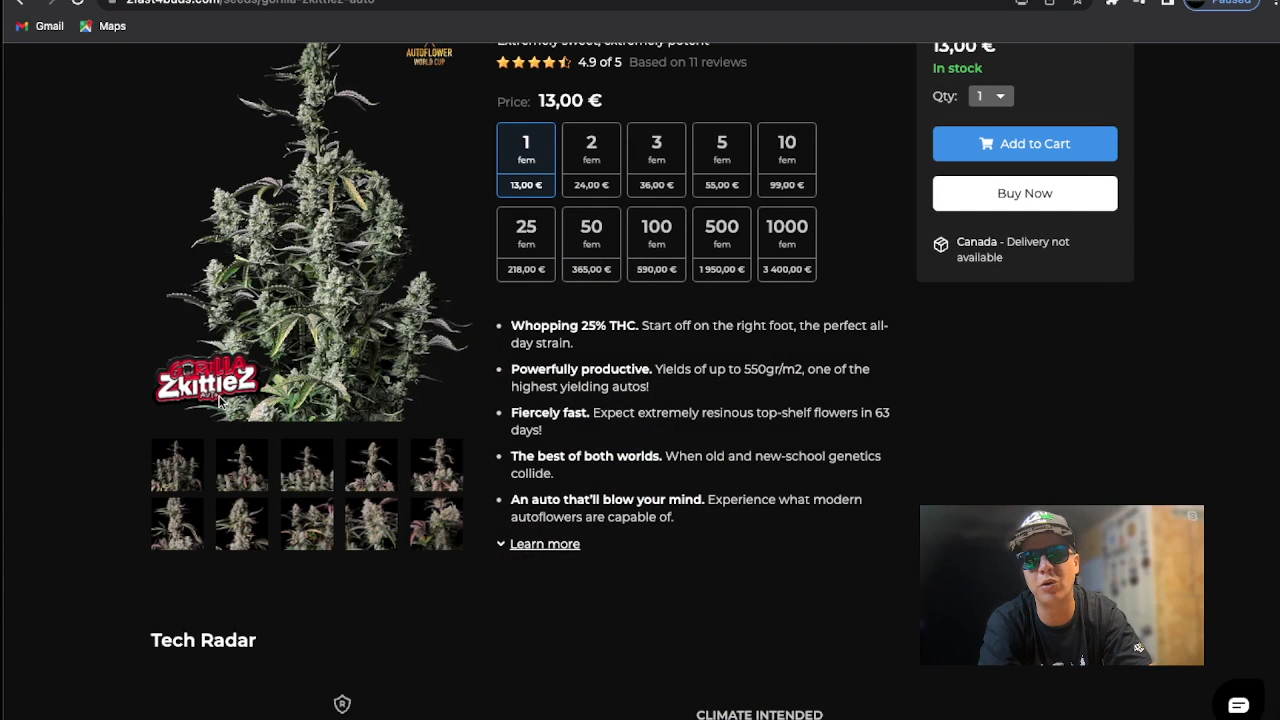 2fast4buds.com/seeds/gorilla-zkittlez-auto
Paused
Gmail
Maps
AUTOFLOWER
WORLD CUP
Extremely sweet, extremely potent
4.9 of 5 Based on 11 reviews
Price: 13,00 €
1
fem
13,00 €
2
fem
24,00 €
3
fem
36,00 €
5
fem
55,00 €
10
fem
99,00 €
25
fem
218,00 €
50
fem
365,00 €
100
fem
590,00 €
500
fem
1 950,00 €
1000
fem
3 400,00 €
13,00 €
In stock
Qty: 1
Add to Cart
Buy Now
Canada - Delivery not
available
GORILLA
ZkittleZ
AUTO
Whopping 25% THC. Start off on the right foot, the perfect all-
day strain.
Powerfully productive. Yields of up to 550gr/m2, one of the
highest yielding autos!
Fiercely fast. Expect extremely resinous top-shelf flowers in 63
days!
The best of both worlds. When old and new-school genetics
collide.
An auto that'll blow your mind. Experience what modern
autoflowers are capable of.
Learn more
Tech Radar
CLIMATE INTENDED